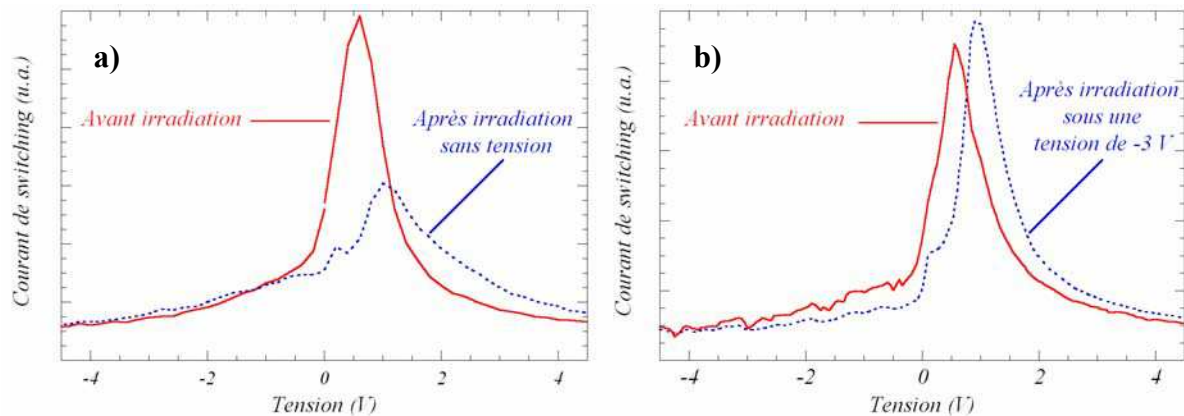 a)
Courant de switching (u.a.)
Avant irradiation
Après irradiation
sans tension
-4
-2
0
2
4
Tension (V)
b)
Courant de switching (u.a.)
Avant irradiation
Après irradiation
sous une
tension de -3 V
-4
-2
0
2
4
Tension (V)